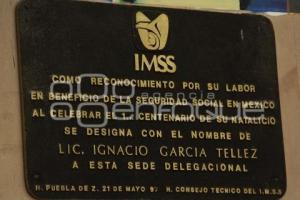 IMSS
COMO RECONOCIMIENTO POR SU LABOR
EN BENEFICIO DE LA SEGURIDAD SOCIAL EN MEXICO
AL CELEBRAR EL 1er CENTENARIO DE SU NATALICIO
SE DESIGNA CON EL NOMBRE DE
LIC. IGNACIO GARCIA TELLEZ
A ESTA SEDE DELEGACIONAL
H. PUEBLA DE Z. 21 DE MAYO 97 H. CONSEJO TECNICO DEL I.M.S.S
agencia